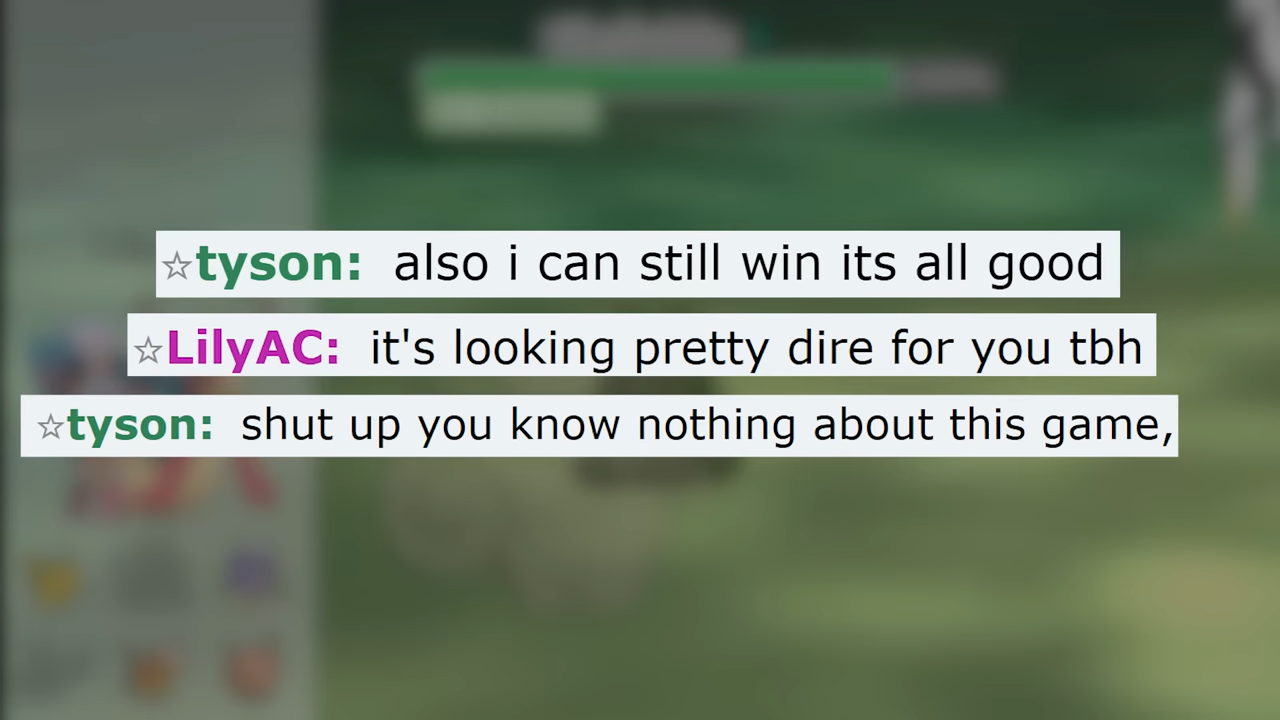 ☆tyson: also i can still win its all good
☆LilyAC: it's looking pretty dire for you tbh
☆tyson: shut up you know nothing about this game,